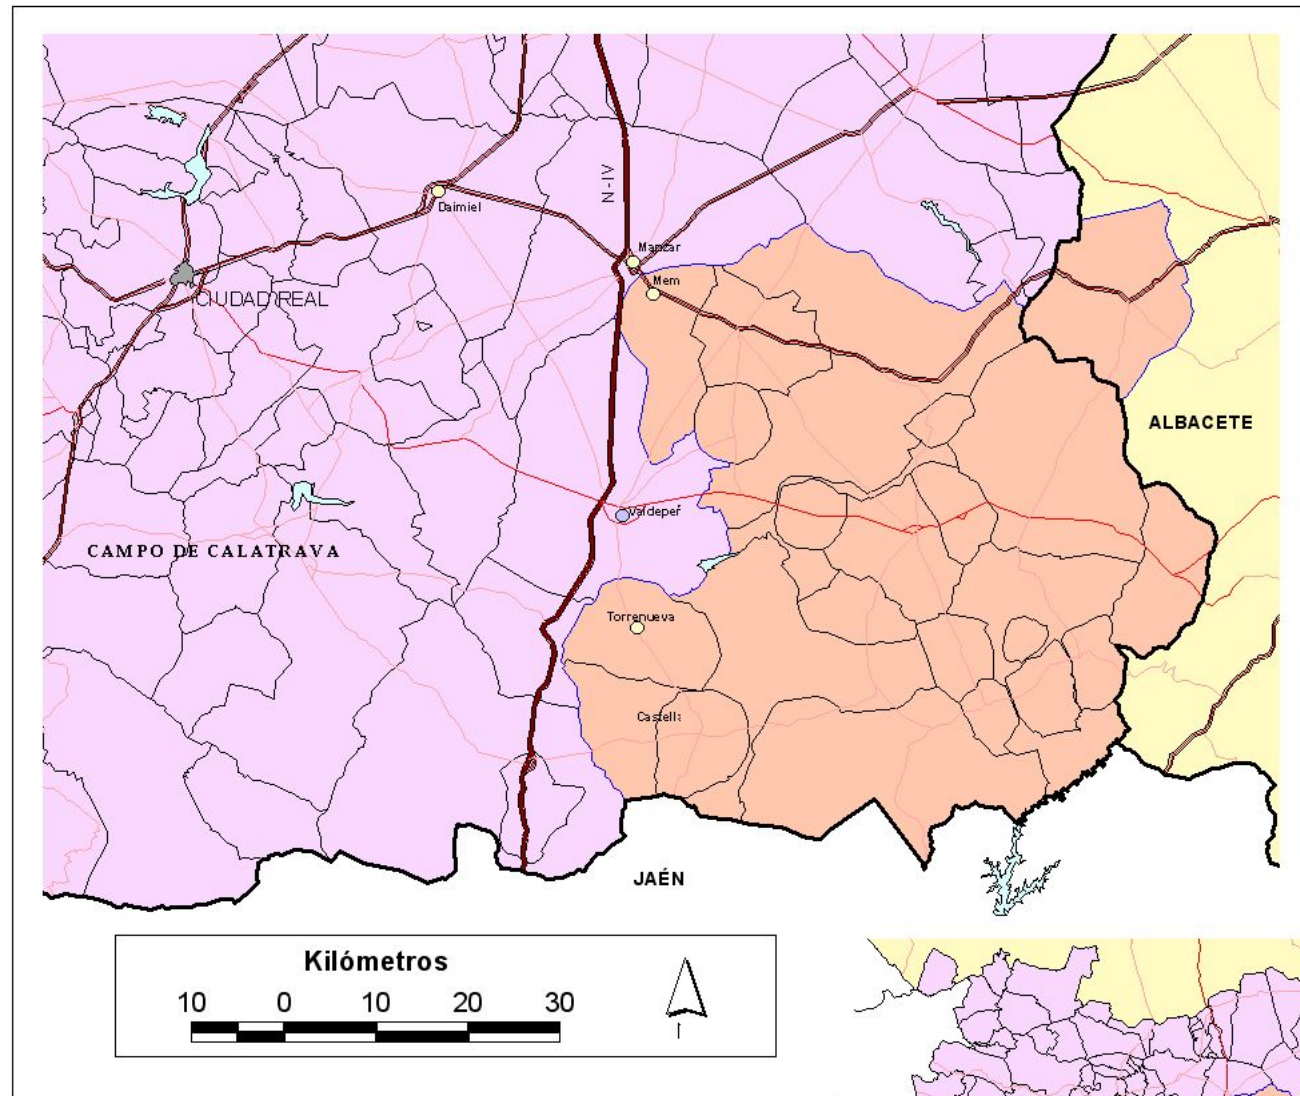 N-IV
Daimiel
Manzar
Mem
CIUDAD REAL
ALBACETE
Valdepeñ
CAMPO DE CALATRAVA
Torrenueva
Castella
JAÉN
Kilómetros
10 0 10 20 30